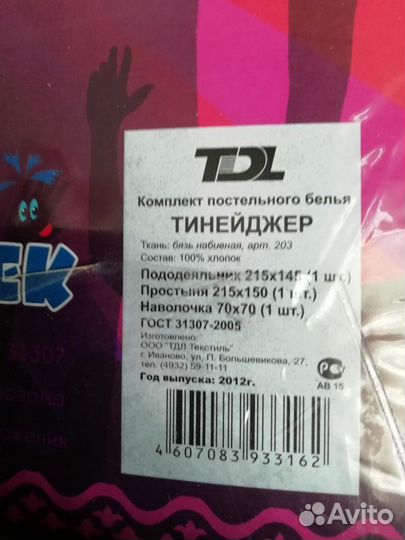 TDL
Комплект постельного белья
ТИНЕЙДЖЕР
Ткань: бязь набивная, арт. 203
Состав: 100% хлопок
Пододеяльник 215х145 (1 шт.)
Простыня 215х150 (1 шт.)
Наволочка 70х70 (1 шт.)
ГОСТ 31307-2005
Изготовлено:
ООО "ТДЛ Текстиль"
г. Иваново, ул. П. Большевикова, 27,
тел. (4932) 59-11-11
Год выпуска: 2012г.
АВ 15
4 607083 933162
ЕК
31307
Avito